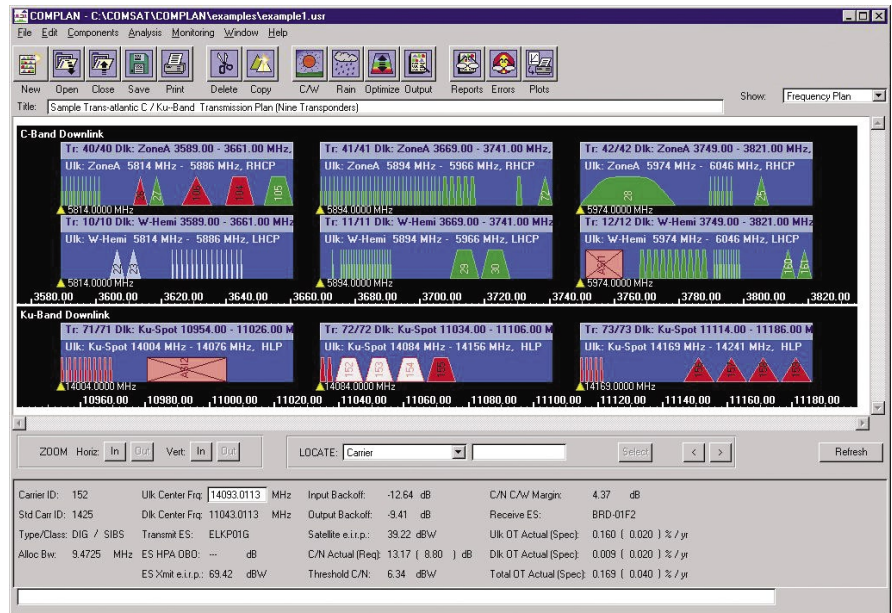 COMPLAN - C:\COMSAT\COMPLAN\examples\example1.usr
File Edit Components Analysis Monitoring Window Help
New Open Close Save Print Delete Copy C/W Rain Optimize Output Reports Errors Plots
Show: Frequency Plan
Title: Sample Trans-atlantic C / Ku-Band Transmission Plan (Nine Transponders)
C-Band Downlink
Tr: 40/40 Dlk: ZoneA 3589.00 - 3661.00 MHz, Tr: 41/41 Dlk: ZoneA 3669.00 - 3741.00 MHz, Tr: 42/42 Dlk: ZoneA 3749.00 - 3821.00 MHz,
Ulk: ZoneA 5814 MHz - 5886 MHz, RHCP Ulk: ZoneA 5894 MHz - 5966 MHz, RHCP Ulk: ZoneA 5974 MHz - 6046 MHz, RHCP
27 104 105 72 28 25
5814.0000 MHz 5894.0000 MHz 5974.0000 MHz
Tr: 10/10 Dlk: W-Hemi 3589.00 - 3661.00 MHz Tr: 11/11 Dlk: W-Hemi 3669.00 - 3741.00 MHz Tr: 12/12 Dlk: W-Hemi 3749.00 - 3821.00 MHz
Ulk: W-Hemi 5814 MHz - 5886 MHz, LHCP Ulk: W-Hemi 5894 MHz - 5966 MHz, LHCP Ulk: W-Hemi 5974 MHz - 6046 MHz, LHCP
22 23 29 30 ASI1 160 161
5814.0000 MHz 5894.0000 MHz 5974.0000 MHz
3580.00 3600.00 3620.00 3640.00 3660.00 3680.00 3700.00 3720.00 3740.00 3760.00 3780.00 3800.00 3820.00
Ku-Band Downlink
Tr: 71/71 Dlk: Ku-Spot 10954.00 - 11026.00 M Tr: 72/72 Dlk: Ku-Spot 11034.00 - 11106.00 M Tr: 73/73 Dlk: Ku-Spot 11114.00 - 11186.00 M
Ulk: Ku-Spot 14004 MHz - 14076 MHz, HLP Ulk: Ku-Spot 14084 MHz - 14156 MHz, HLP Ulk: Ku-Spot 14169 MHz - 14241 MHz, HLP
ASI2 152 153 154 155
14004.0000 MHz 14084.0000 MHz 14169.0000 MHz
10960.00 10980.00 11000.00 11020.00 11040.00 11060.00 11080.00 11100.00 11120.00 11140.00 11160.00 11180.00
ZOOM Horiz: In Out Vert: In Out LOCATE: Carrier Select < > Refresh
Carrier ID: 152 Ulk Center Frq: 14093.0113 MHz Input Backoff: -12.64 dB C/N C/W Margin: 4.37 dB
Std Carr ID: 1425 Dlk Center Frq: 11043.0113 MHz Output Backoff: -9.41 dB Receive ES: BRD-01F2
Type/Class: DIG / SIBS Transmit ES: ELKP01G Satellite e.i.r.p.: 39.22 dBW Ulk OT Actual (Spec): 0.160 ( 0.020 ) % / yr
Alloc Bw: 9.4725 MHz ES HPA OBO: --- dB C/N Actual (Req): 13.17 ( 8.80 ) dB Dlk OT Actual (Spec): 0.009 ( 0.020 ) % / yr
ES Xmit e.i.r.p.: 69.42 dBW Threshold C/N: 6.34 dBW Total OT Actual (Spec): 0.169 ( 0.040 ) % / yr